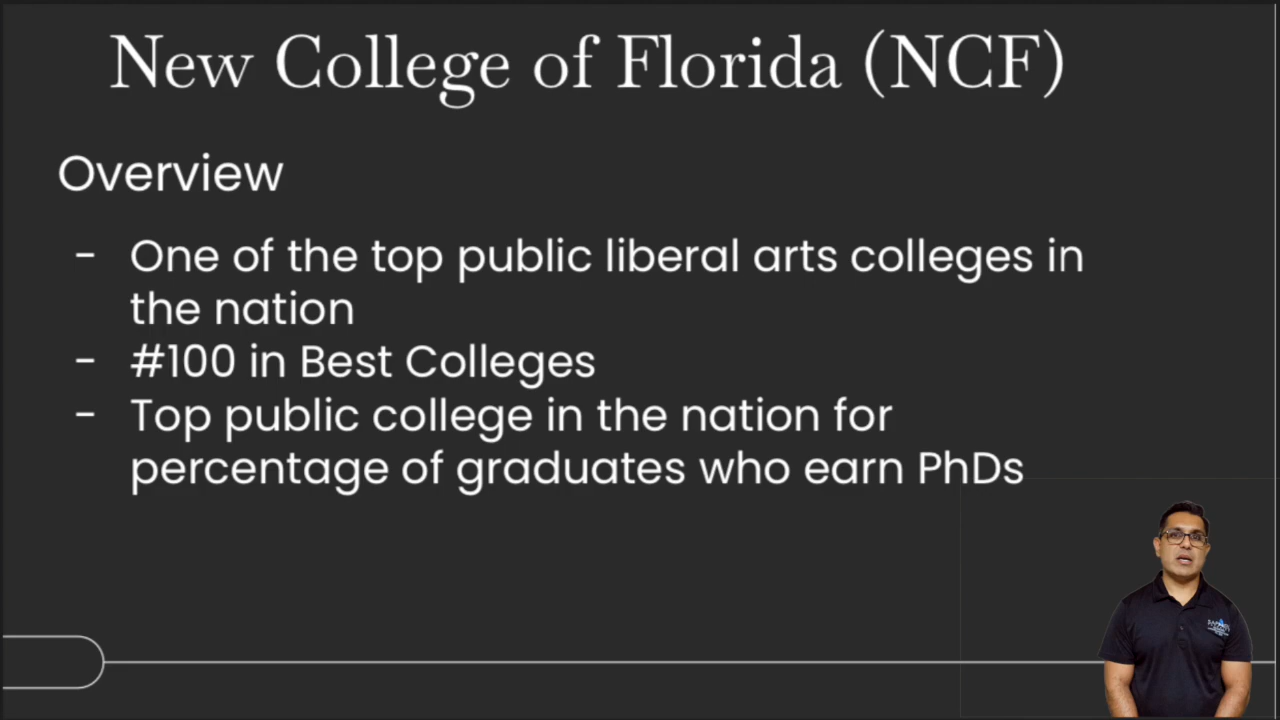 New College of Florida (NCF)
Overview
- One of the top public liberal arts colleges in
the nation
- #100 in Best Colleges
- Top public college in the nation for
percentage of graduates who earn PhDs